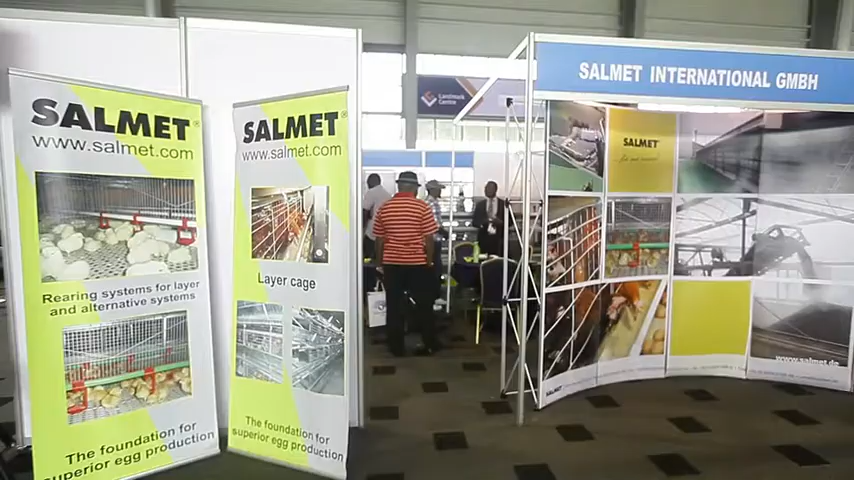 SALMET®
www.salmet.com
Rearing systems for layer
and alternative systems
The foundation for
superior egg production
SALMET®
www.salmet.com
Layer cage
The foundation for
superior egg production
Landmark
Centre
SALMET INTERNATIONAL GMBH
SALMET
SALMET
www.salmet.de